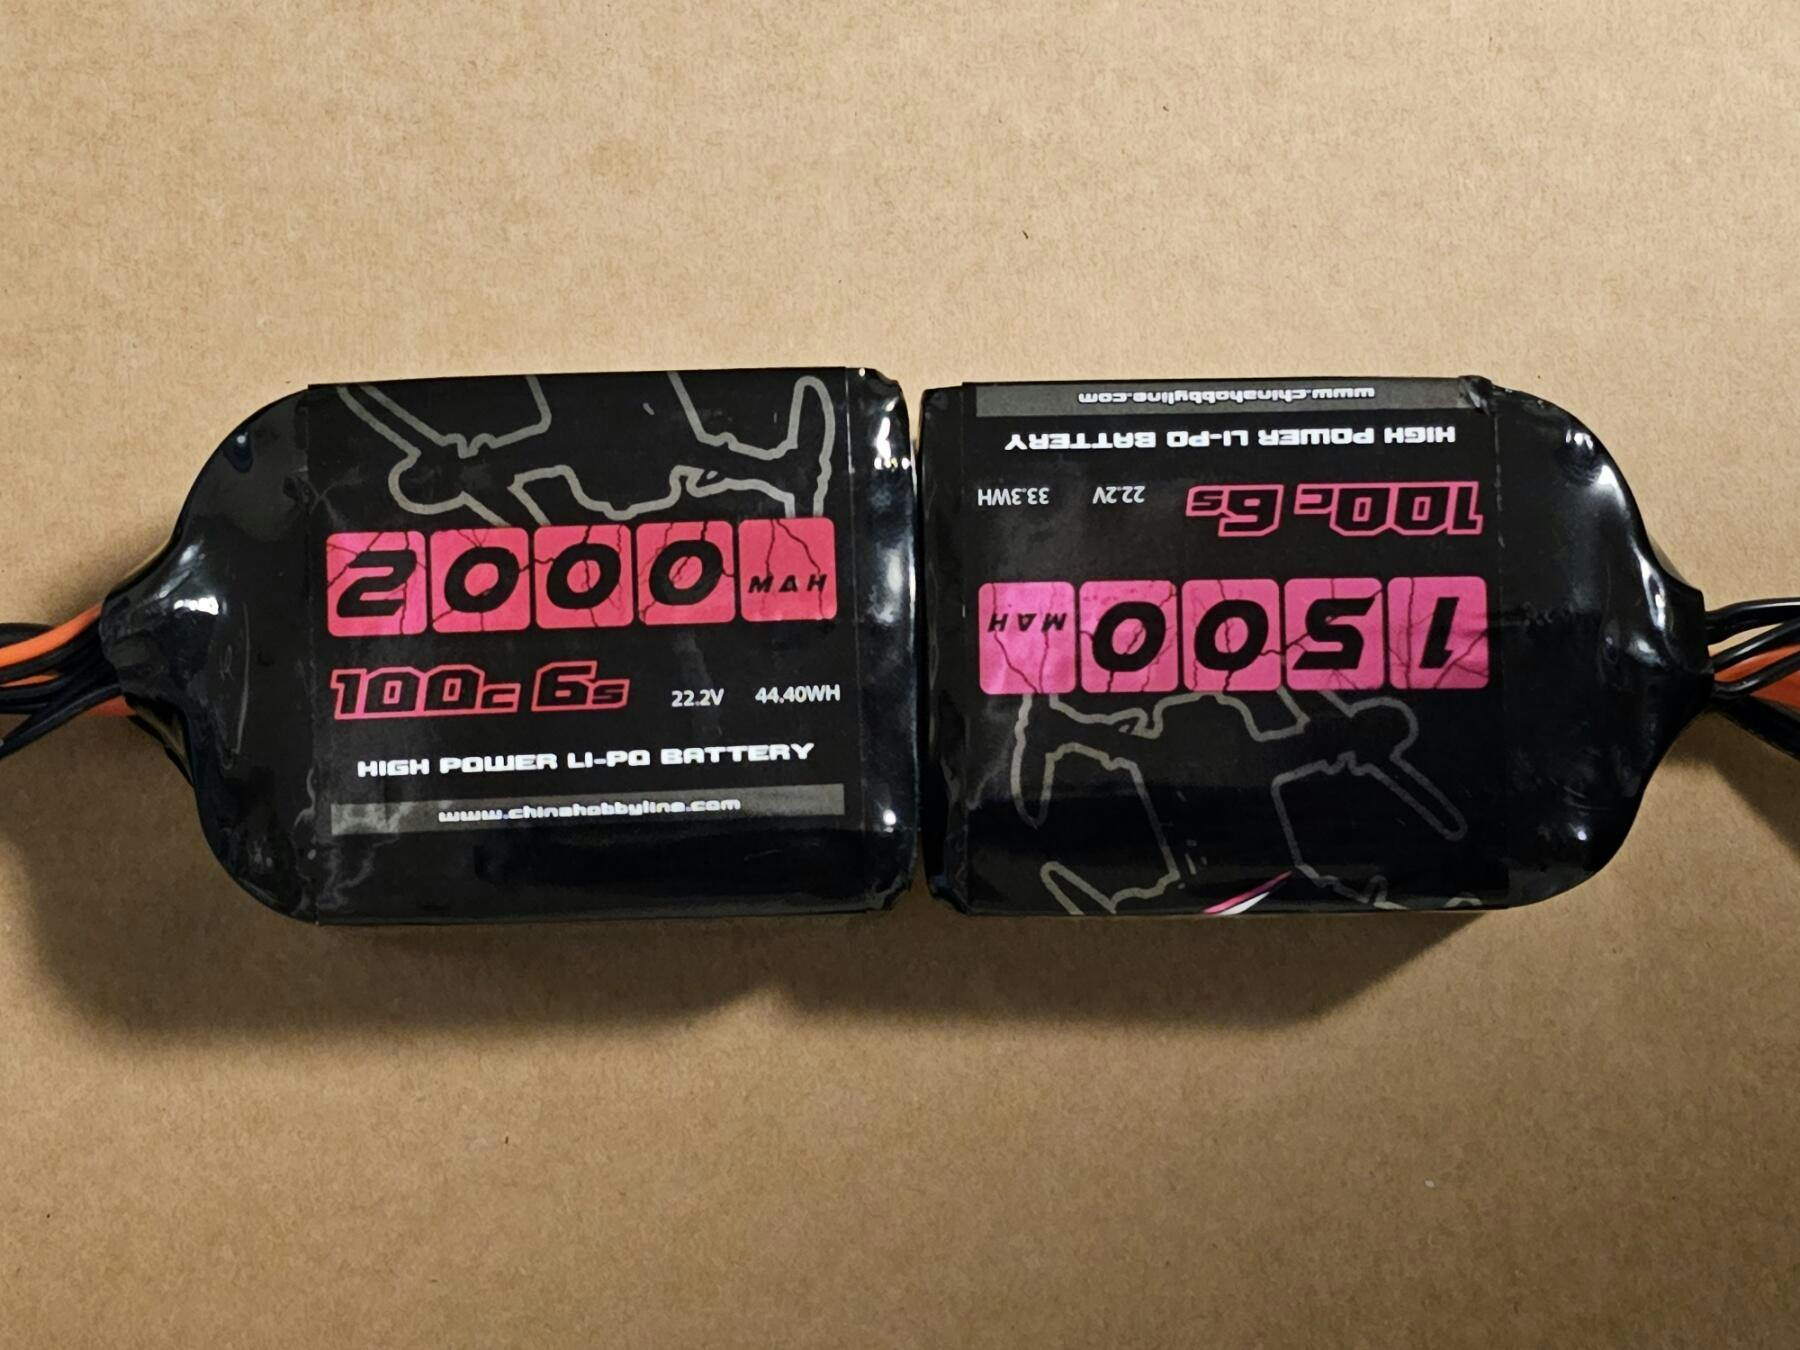 2000 MAH
100c 6s 22.2V 44.40WH
HIGH POWER LI-PO BATTERY
www.chinahobbyline.com
1500 MAH
100c 6s 22.2V 33.3WH
HIGH POWER LI-PO BATTERY
www.chinahobbyline.com